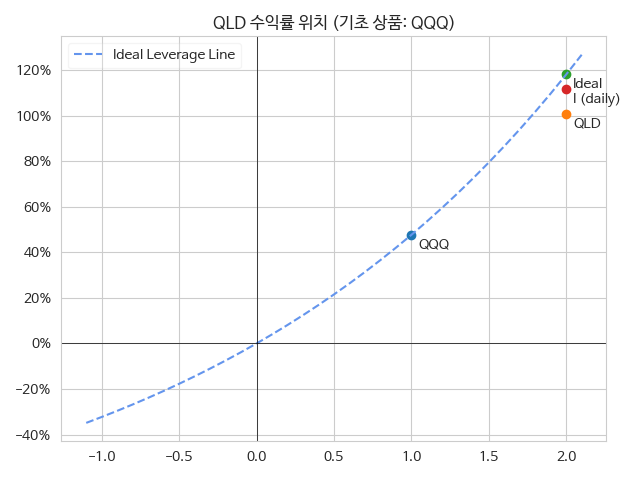 QLD 수익률 위치 (기초 상품: QQQ)
Ideal Leverage Line
120%
100%
80%
60%
40%
20%
0%
−20%
−40%
Ideal
I (daily)
QLD
QQQ
−1.0
−0.5
0.0
0.5
1.0
1.5
2.0